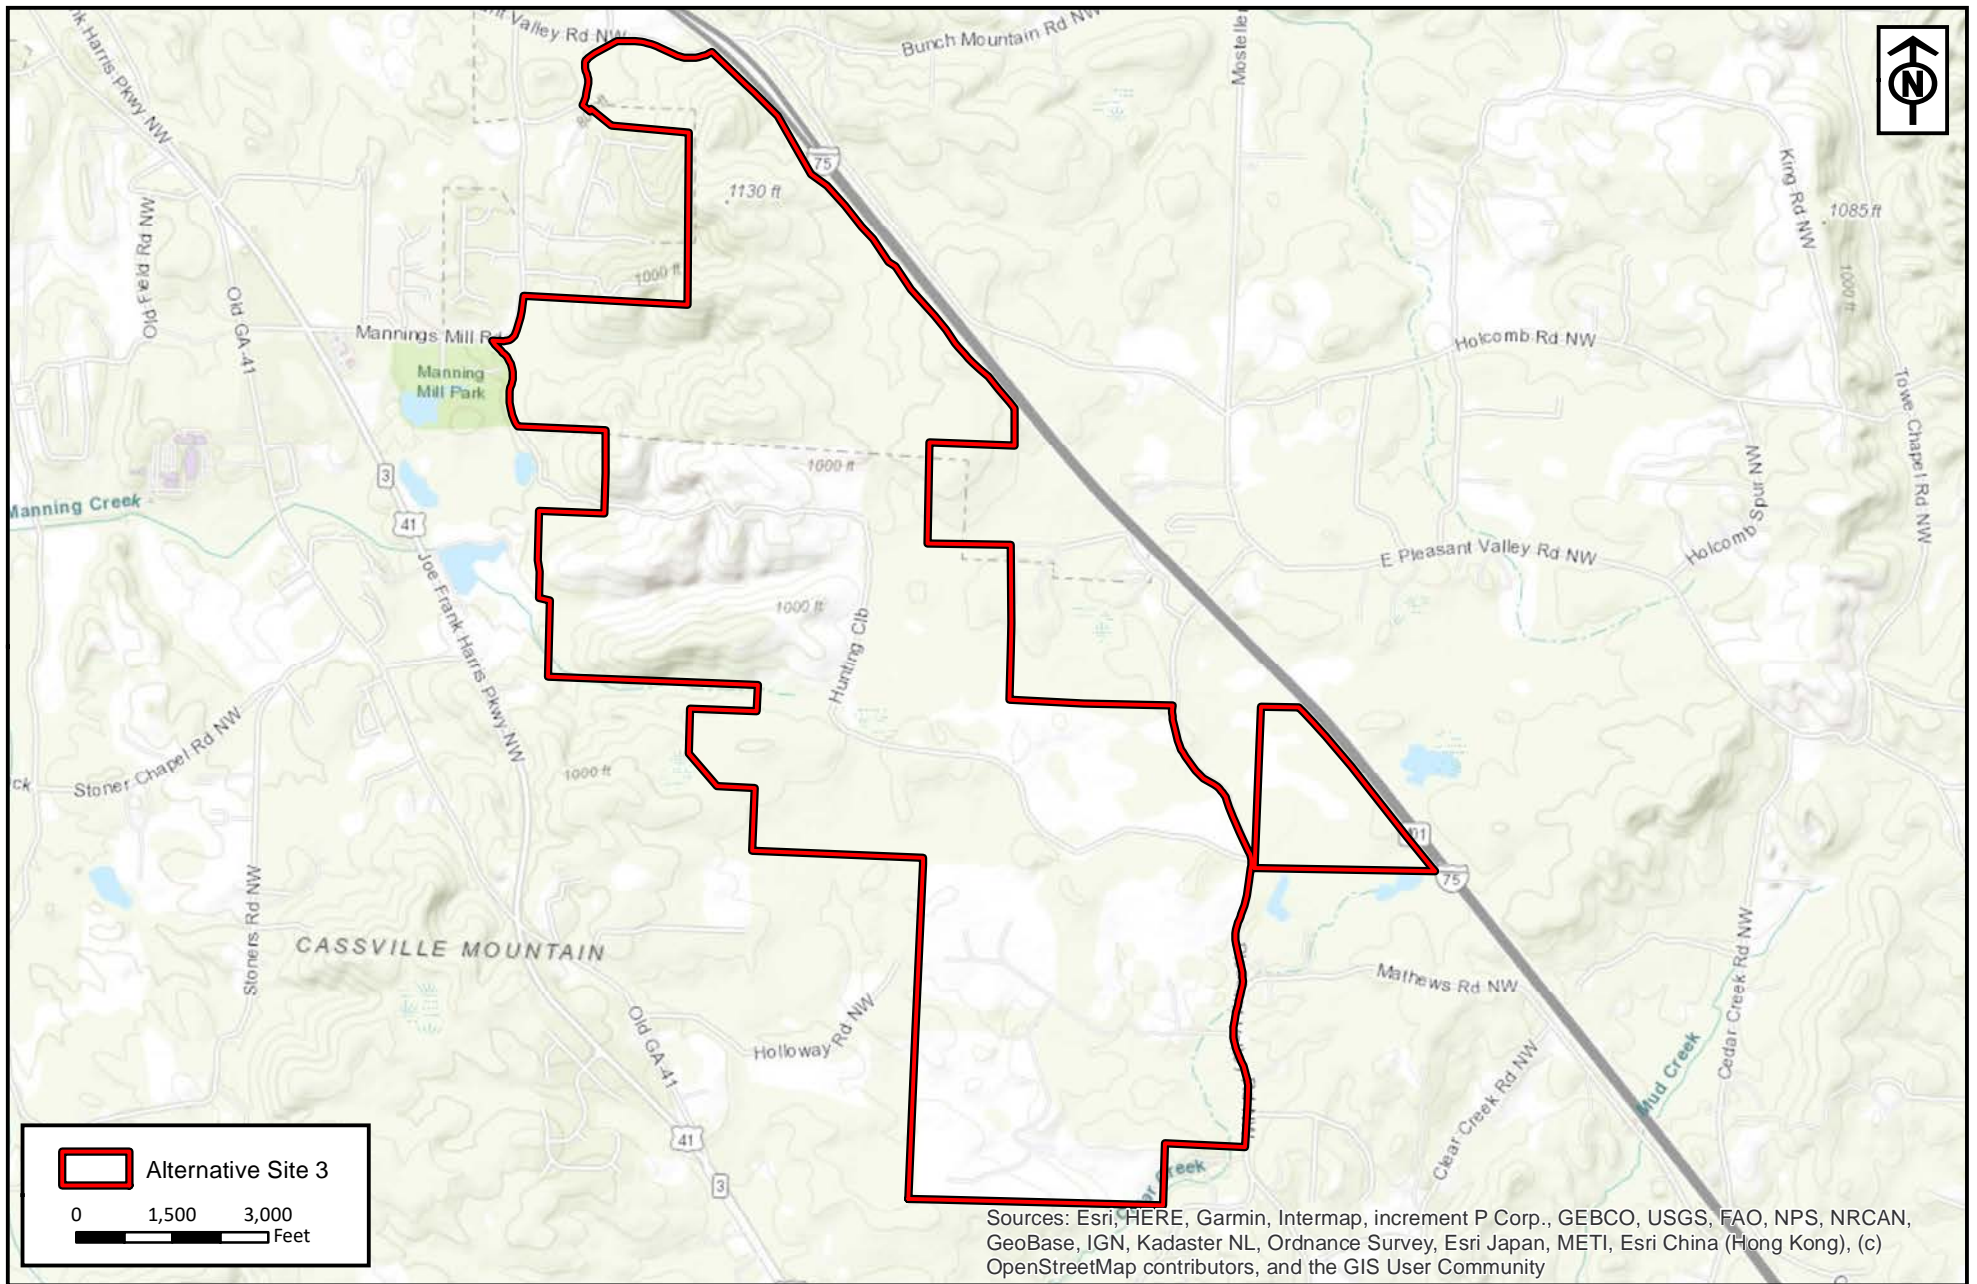 Valley Rd NW
Bunch Mountain Rd NW
Harris Pkwy NW
N
75
King Rd NW
1130 ft
1085 ft
Old Field Rd NW
1000 ft
1000 ft
Old GA-41
Mannings Mill Rd
Holcomb Rd NW
Manning
Mill Park
Towe Chapel Rd NW
1000 ft
Holcomb Spur NW
3
Manning Creek
41
E Pleasant Valley Rd NW
Joe Frank Harris Pkwy NW
1000 ft
Hunting Clb
Stoner Chapel Rd NW
1000 ft
75
Stoners Rd NW
CASSVILLE MOUNTAIN
Mathews Rd NW
Cedar Creek Rd NW
Old GA-41
Holloway Rd NW
Mud Creek
Clear Creek Rd NW
41
3
Creek
Alternative Site 3
0 1,500 3,000
Feet
Sources: Esri, HERE, Garmin, Intermap, increment P Corp., GEBCO, USGS, FAO, NPS, NRCAN,
GeoBase, IGN, Kadaster NL, Ordnance Survey, Esri Japan, METI, Esri China (Hong Kong), (c)
OpenStreetMap contributors, and the GIS User Community